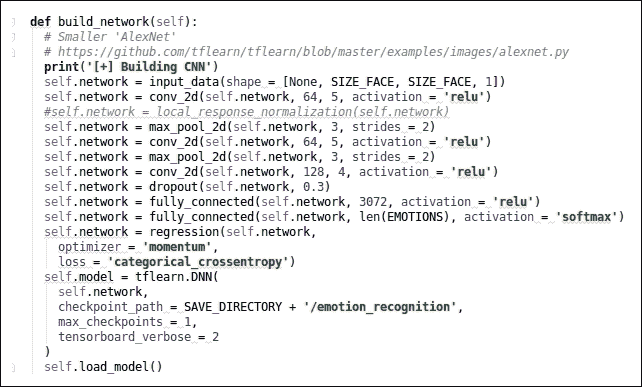 def build_network(self):
# Smaller 'AlexNet'
# https://github.com/tflearn/tflearn/blob/master/examples/images/alexnet.py
print('[+] Building CNN')
self.network = input_data(shape = [None, SIZE_FACE, SIZE_FACE, 1])
self.network = conv_2d(self.network, 64, 5, activation = 'relu')
#self.network = local_response_normalization(self.network)
self.network = max_pool_2d(self.network, 3, strides = 2)
self.network = conv_2d(self.network, 64, 5, activation = 'relu')
self.network = max_pool_2d(self.network, 3, strides = 2)
self.network = conv_2d(self.network, 128, 4, activation = 'relu')
self.network = dropout(self.network, 0.3)
self.network = fully_connected(self.network, 3072, activation = 'relu')
self.network = fully_connected(self.network, len(EMOTIONS), activation = 'softmax')
self.network = regression(self.network,
optimizer = 'momentum',
loss = 'categorical_crossentropy')
self.model = tflearn.DNN(
self.network,
checkpoint_path = SAVE_DIRECTORY + '/emotion_recognition',
max_checkpoints = 1,
tensorboard_verbose = 2
)
self.load_model()